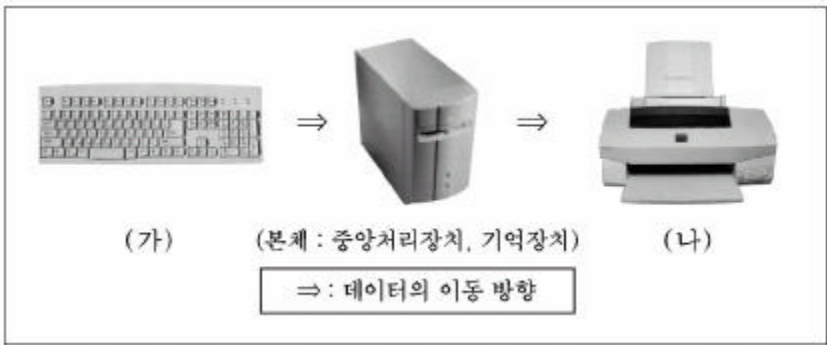 ⇒ ⇒
(가) (본체 : 중앙처리장치, 기억장치) (나)
⇒ : 데이터의 이동 방향